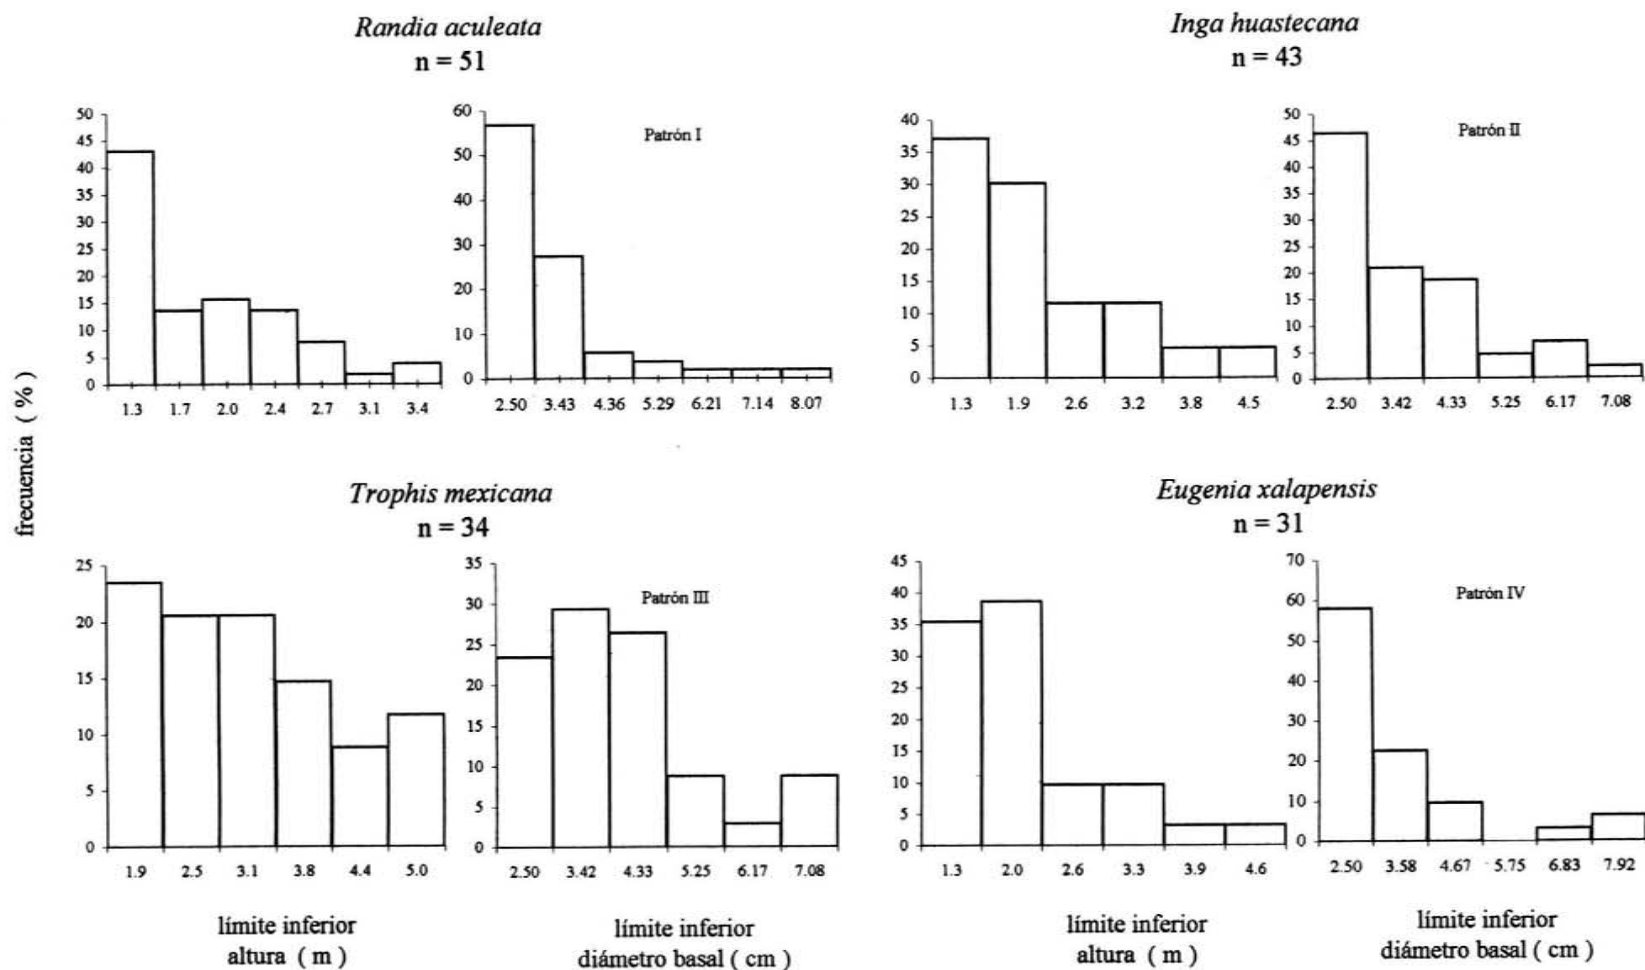 Randia aculeata
n = 51
Inga huastecana
n = 43
frecuencia ( % )
50
45
40
35
30
25
20
15
10
5
0
1.3 1.7 2.0 2.4 2.7 3.1 3.4
60
50
40
30
20
10
0
Patrón I
2.50 3.43 4.36 5.29 6.21 7.14 8.07
40
35
30
25
20
15
10
5
0
1.3 1.9 2.6 3.2 3.8 4.5
50
45
40
35
30
25
20
15
10
5
0
Patrón II
2.50 3.42 4.33 5.25 6.17 7.08
Trophis mexicana
n = 34
Eugenia xalapensis
n = 31
25
20
15
10
5
0
1.9 2.5 3.1 3.8 4.4 5.0
límite inferior
altura ( m )
35
30
25
20
15
10
5
0
Patrón III
2.50 3.42 4.33 5.25 6.17 7.08
límite inferior
diámetro basal ( cm )
45
40
35
30
25
20
15
10
5
0
1.3 2.0 2.6 3.3 3.9 4.6
límite inferior
altura ( m )
70
60
50
40
30
20
10
0
Patrón IV
2.50 3.58 4.67 5.75 6.83 7.92
límite inferior
diámetro basal ( cm )